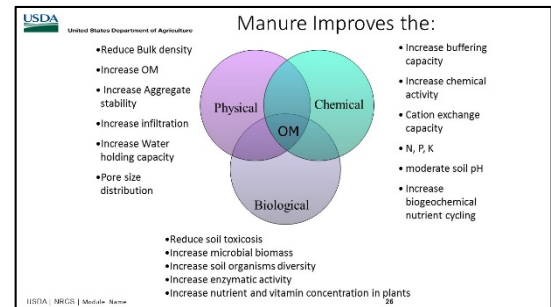 USDA
United States Department of Agriculture
Manure Improves the:
•Reduce Bulk density
•Increase OM
• Increase Aggregate
stability
•Increase infiltration
•Increase Water
holding capacity
•Pore size
distribution
Physical
Chemical
OM
Biological
• Increase buffering
capacity
• Increase chemical
activity
• Cation exchange
capacity
• N, P, K
• moderate soil pH
• Increase
biogeochemical
nutrient cycling
•Reduce soil toxicosis
•Increase microbial biomass
•Increase soil organisms diversity
•Increase enzymatic activity
•Increase nutrient and vitamin concentration in plants
USDA | NRCS | Module Name
26